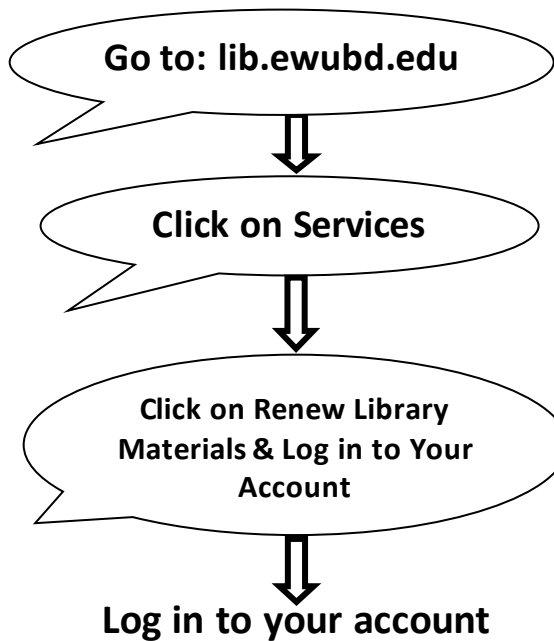 Go to: lib.ewubd.edu
Click on Services
Click on Renew Library
Materials & Log in to Your
Account
Log in to your account